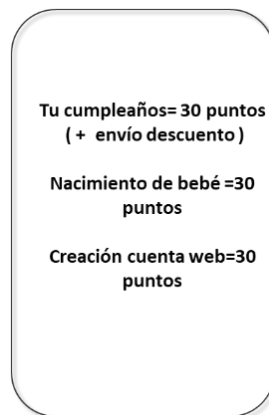 Tu cumpleaños= 30 puntos
( + envío descuento )
Nacimiento de bebé =30
puntos
Creación cuenta web=30
puntos